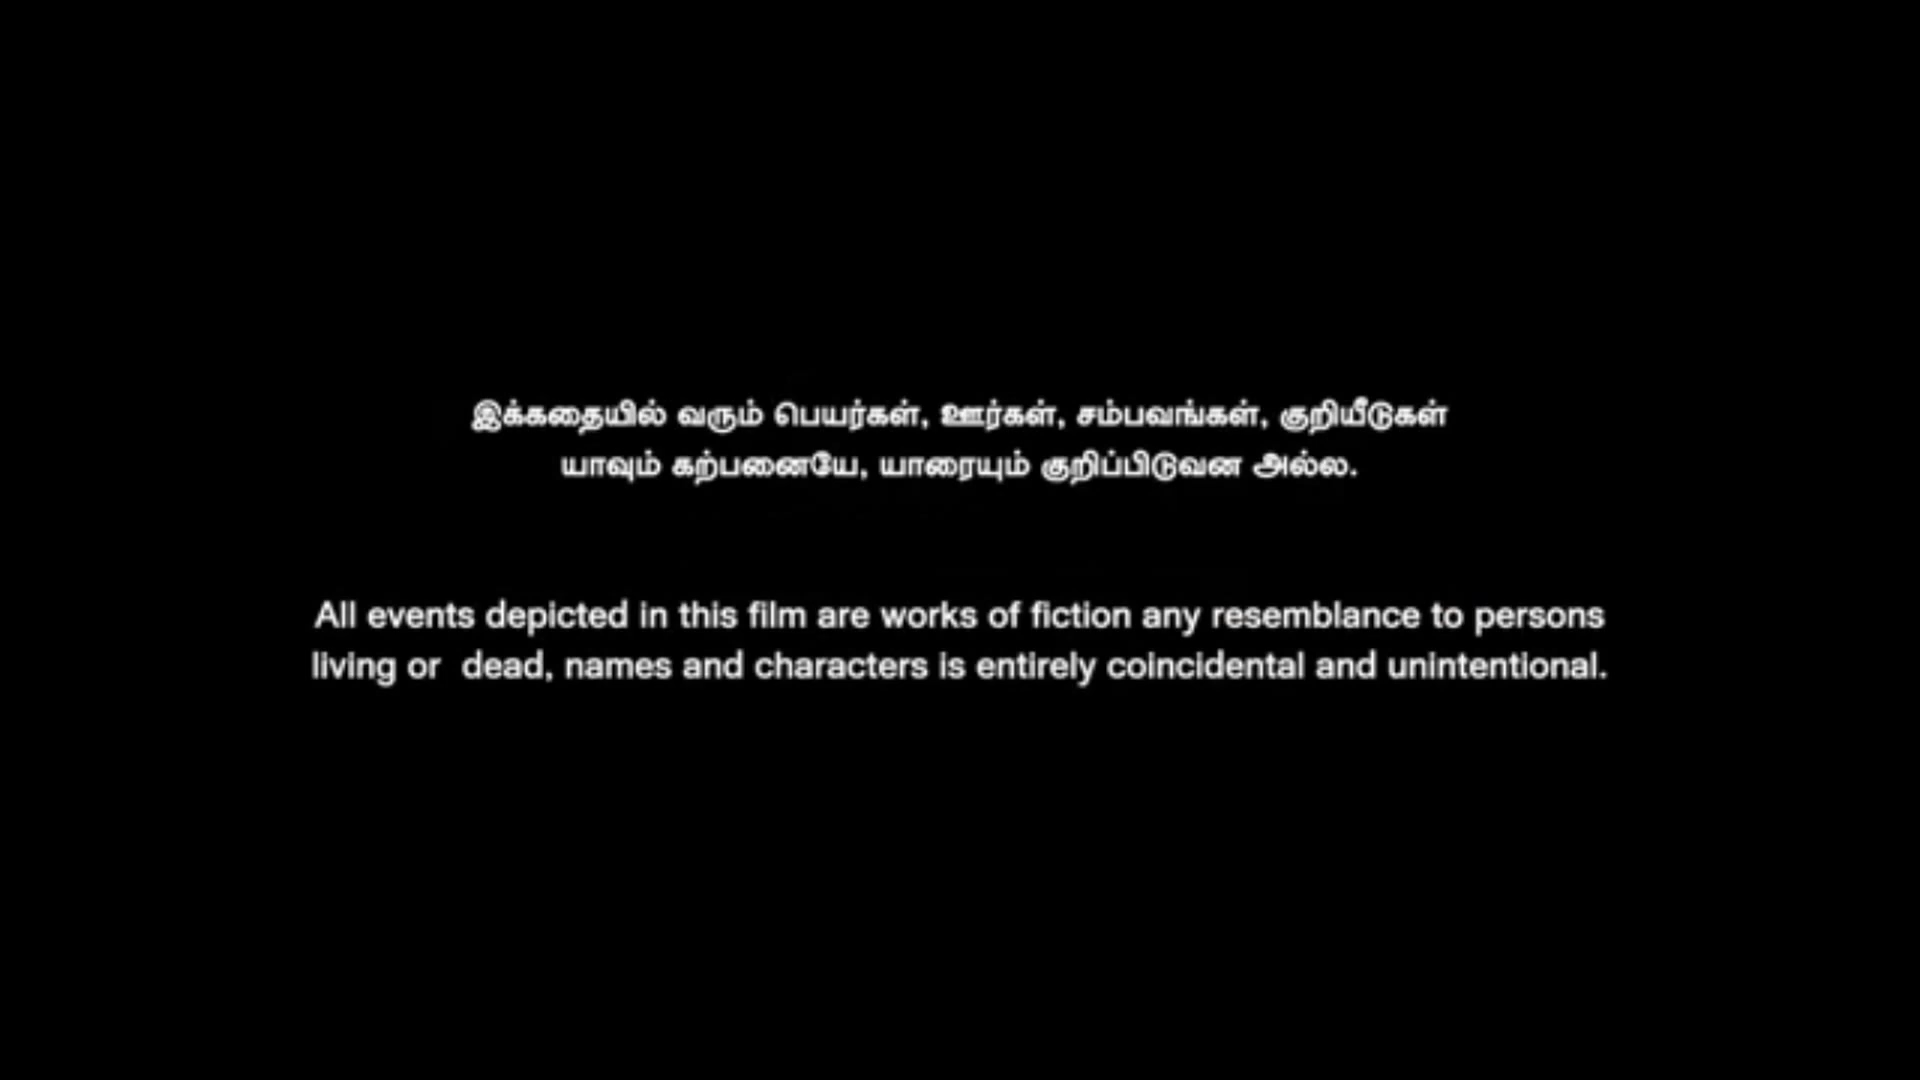 இக்கதையில் வரும் பெயர்கள், ஊர்கள், சம்பவங்கள், குறியீடுகள்
யாவும் கற்பனையே, யாரையும் குறிப்பிடுவன அல்ல.
All events depicted in this film are works of fiction any resemblance to persons
living or  dead, names and characters is entirely coincidental and unintentional.